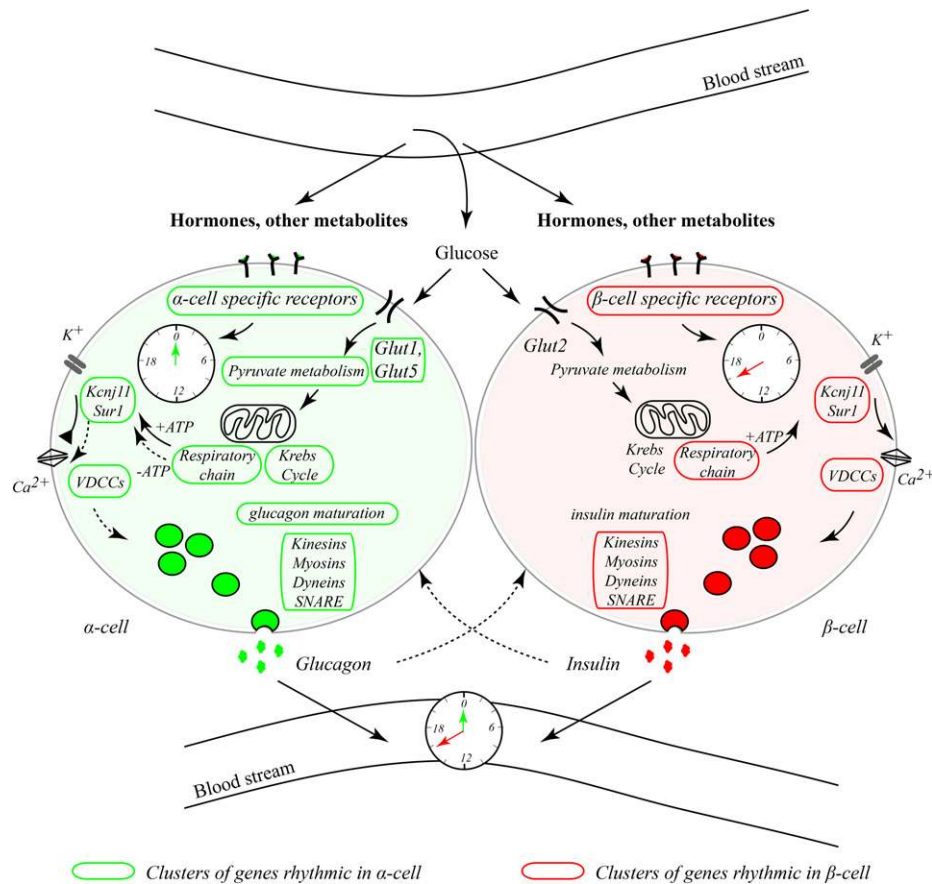 Blood stream
Hormones, other metabolites
Hormones, other metabolites
Glucose
α-cell specific receptors
K+
0
6
12
18
Glut1,
Glut5
Pyruvate metabolism
Kcnj11
Sur1
+ATP
-ATP
Respiratory
chain
Krebs
Cycle
Ca2+
VDCCs
glucagon maturation
Kinesins
Myosins
Dyneins
SNARE
α-cell
Glucagon
β-cell specific receptors
Glut2
0
6
12
18
K+
Pyruvate metabolism
Kcnj11
Sur1
Krebs
Cycle
Respiratory
chain
+ATP
Ca2+
VDCCs
insulin maturation
Kinesins
Myosins
Dyneins
SNARE
β-cell
Insulin
0
6
12
18
Blood stream
Clusters of genes rhythmic in α-cell
Clusters of genes rhythmic in β-cell